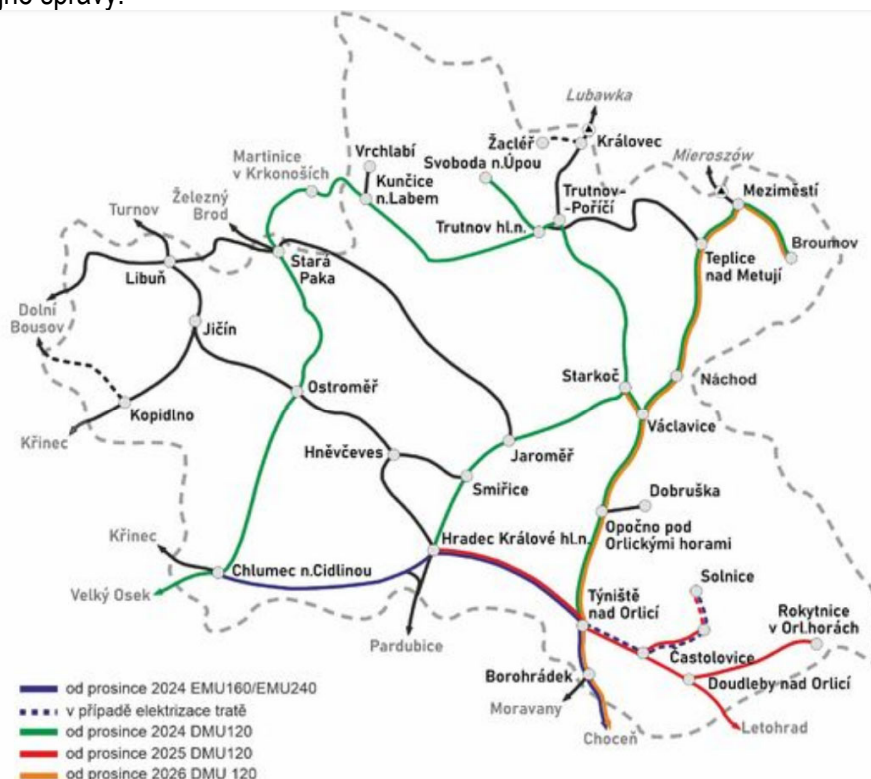 gno správy.
Lubawka
Žacléř
Královec
Vrchlabí
Svoboda n.Úpou
Mieroszów
Martinice
v Krkonoších
Kunčice
n.Labem
Trutnov-
-Poříčí
Meziměstí
Železný
Brod
Turnov
Trutnov hl.n.
Broumov
Teplice
nad Metují
Stará
Paka
Libuň
Dolní
Bousov
Jičín
Starkoč
Náchod
Ostroměř
Kopidlno
Václavice
Křinec
Hněvčeves
Jaroměř
Smiřice
Dobruška
Opočno pod
Orlickými horami
Křinec
Hradec Králové hl.n.
Chlumec n.Cidlinou
Solnice
Velký Osek
Týniště
nad Orlicí
Rokytnice
v Orl.horách
Pardubice
Častolovice
Borohrádek
Doudleby nad Orlicí
Moravany
Letohrad
Choceň
od prosince 2024 EMU160/EMU240
v případě elektrizace tratě
od prosince 2024 DMU120
od prosince 2025 DMU120
od prosince 2026 DMU 120